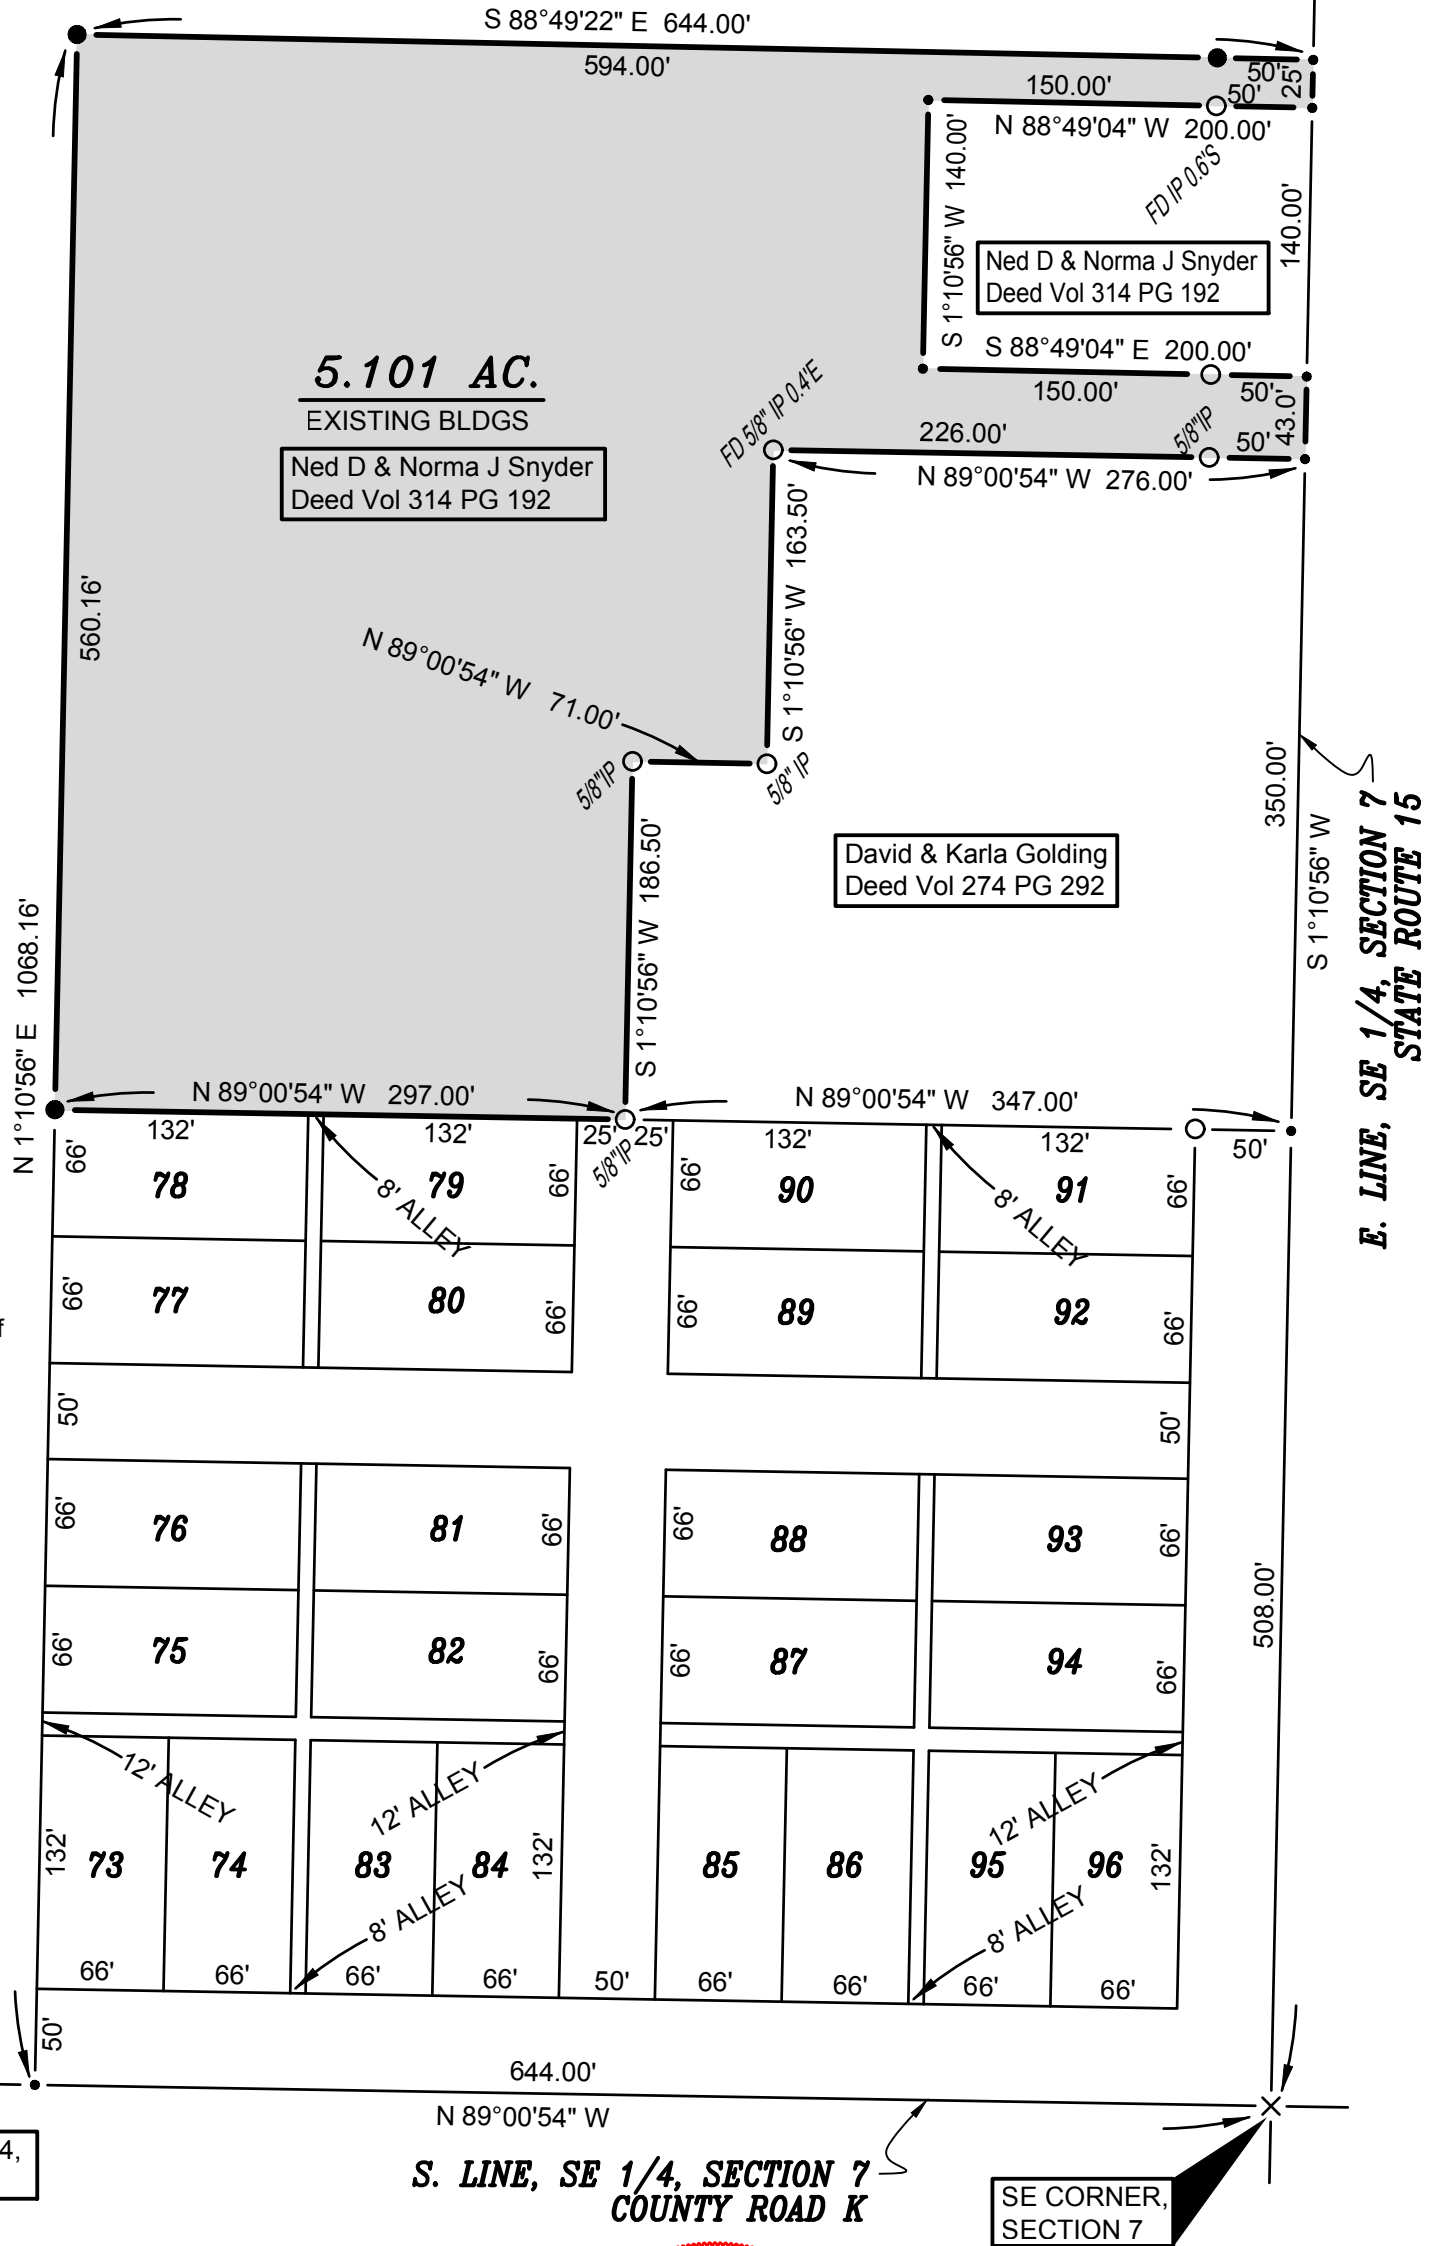 S 88°49'22" E 644.00'
594.00'
50'
25'
150.00'
50'
N 88°49'04" W 200.00'
S 1°10'56" W 140.00'
FD IP 0.6'S
140.00'
Ned D & Norma J Snyder
Deed Vol 314 PG 192
S 88°49'04" E 200.00'
150.00'
50'
43.0'
5.101 AC.
EXISTING BLDGS
Ned D & Norma J Snyder
Deed Vol 314 PG 192
FD 5/8" IP 0.4'E
226.00'
5/8"IP
50'
N 89°00'54" W 276.00'
S 1°10'56" W 163.50'
560.16'
N 89°00'54" W 71.00'
5/8"IP
5/8" IP
350.00'
S 1°10'56" W
E. LINE, SE 1/4, SECTION 7
STATE ROUTE 15
David & Karla Golding
Deed Vol 274 PG 292
S 1°10'56" W 186.50'
N 1°10'56" E 1068.16'
N 89°00'54" W 297.00'
N 89°00'54" W 347.00'
132'
132'
25'
25'
132'
132'
50'
5/8"IP
66'
78
8' ALLEY
79
66'
66'
90
8' ALLEY
91
66'
66'
77
80
66'
66'
89
92
66'
f
50'
50'
66'
76
81
66'
66'
88
93
66'
508.00'
66'
75
82
66'
66'
87
94
66'
12' ALLEY
12' ALLEY
12' ALLEY
132'
73
74
83
84
132'
85
86
95
96
132'
8' ALLEY
8' ALLEY
66'
66'
66'
66'
50'
66'
66'
66'
66'
50'
644.00'
N 89°00'54" W
4,
S. LINE, SE 1/4, SECTION 7
COUNTY ROAD K
SE CORNER,
SECTION 7